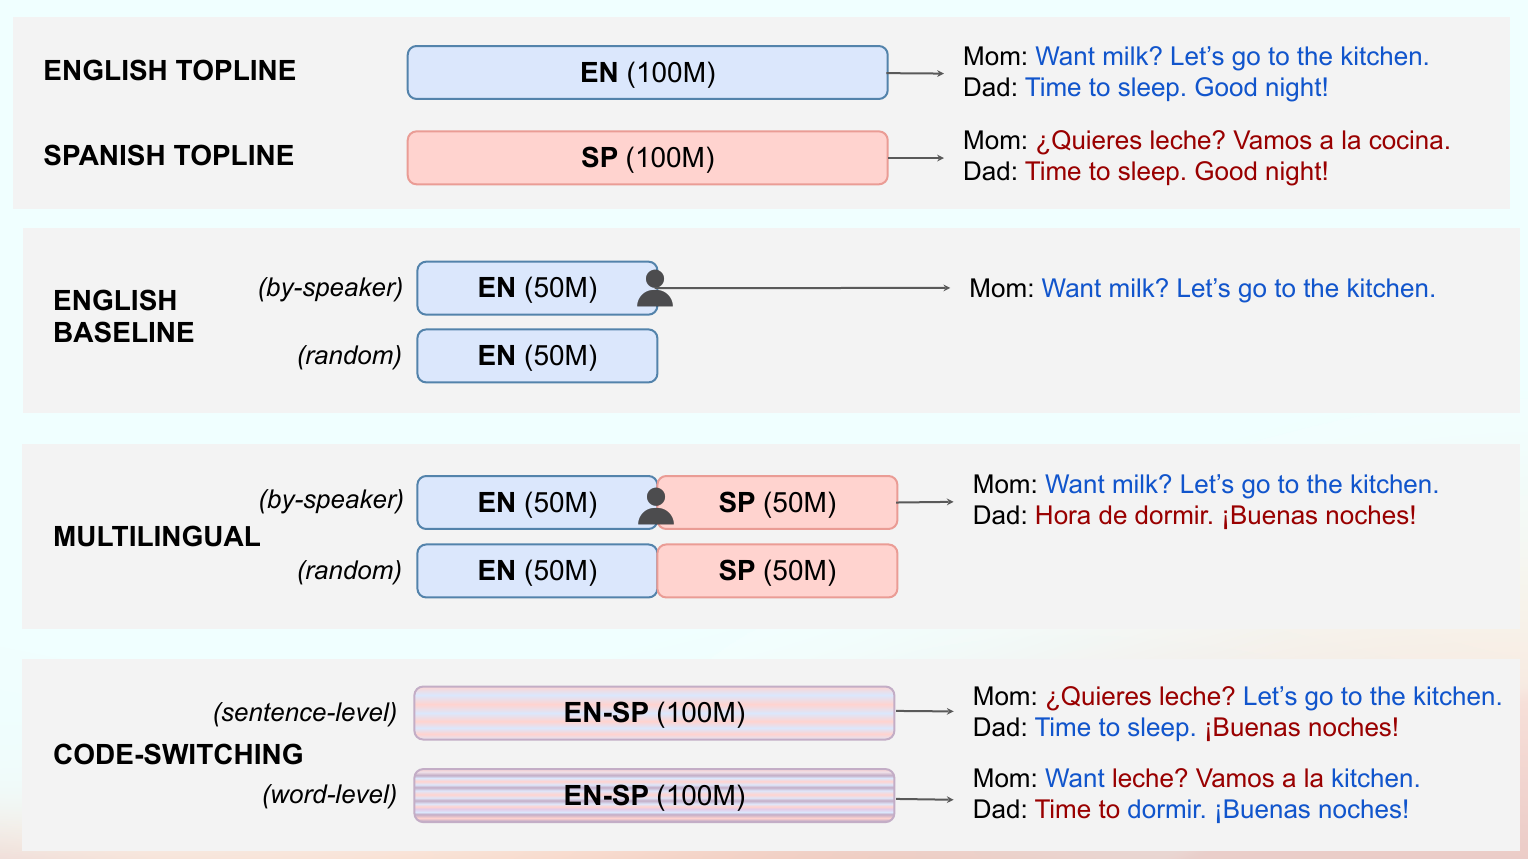 ENGLISH TOPLINE
EN (100M)
Mom: Want milk? Let's go to the kitchen.
Dad: Time to sleep. Good night!
SPANISH TOPLINE
SP (100M)
Mom: ¿Quieres leche? Vamos a la cocina.
Dad: Time to sleep. Good night!
ENGLISH
BASELINE
(by-speaker)
EN (50M)
Mom: Want milk? Let's go to the kitchen.
(random)
EN (50M)
MULTILINGUAL
(by-speaker)
EN (50M)
SP (50M)
Mom: Want milk? Let's go to the kitchen.
Dad: Hora de dormir. ¡Buenas noches!
(random)
EN (50M)
SP (50M)
CODE-SWITCHING
(sentence-level)
EN-SP (100M)
Mom: ¿Quieres leche? Let's go to the kitchen.
Dad: Time to sleep. ¡Buenas noches!
(word-level)
EN-SP (100M)
Mom: Want leche? Vamos a la kitchen.
Dad: Time to dormir. ¡Buenas noches!